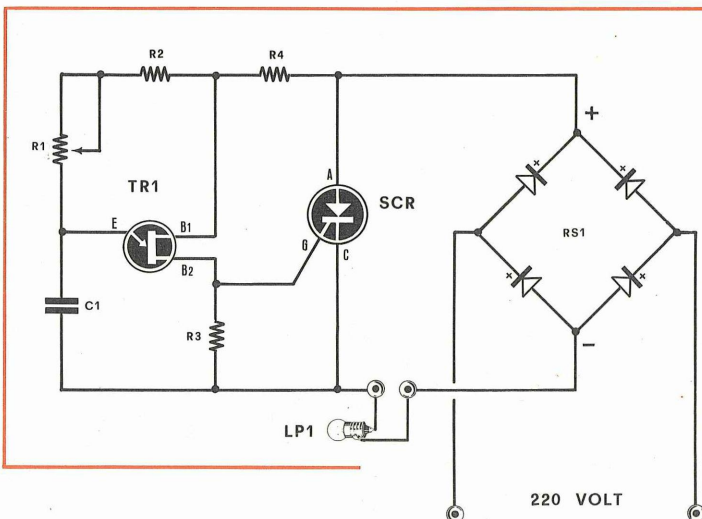 R2
R4
R1
+
TR1
A
SCR
E
B1
G
RS1
B2
C
C1
R3
-
LP1
220 VOLT